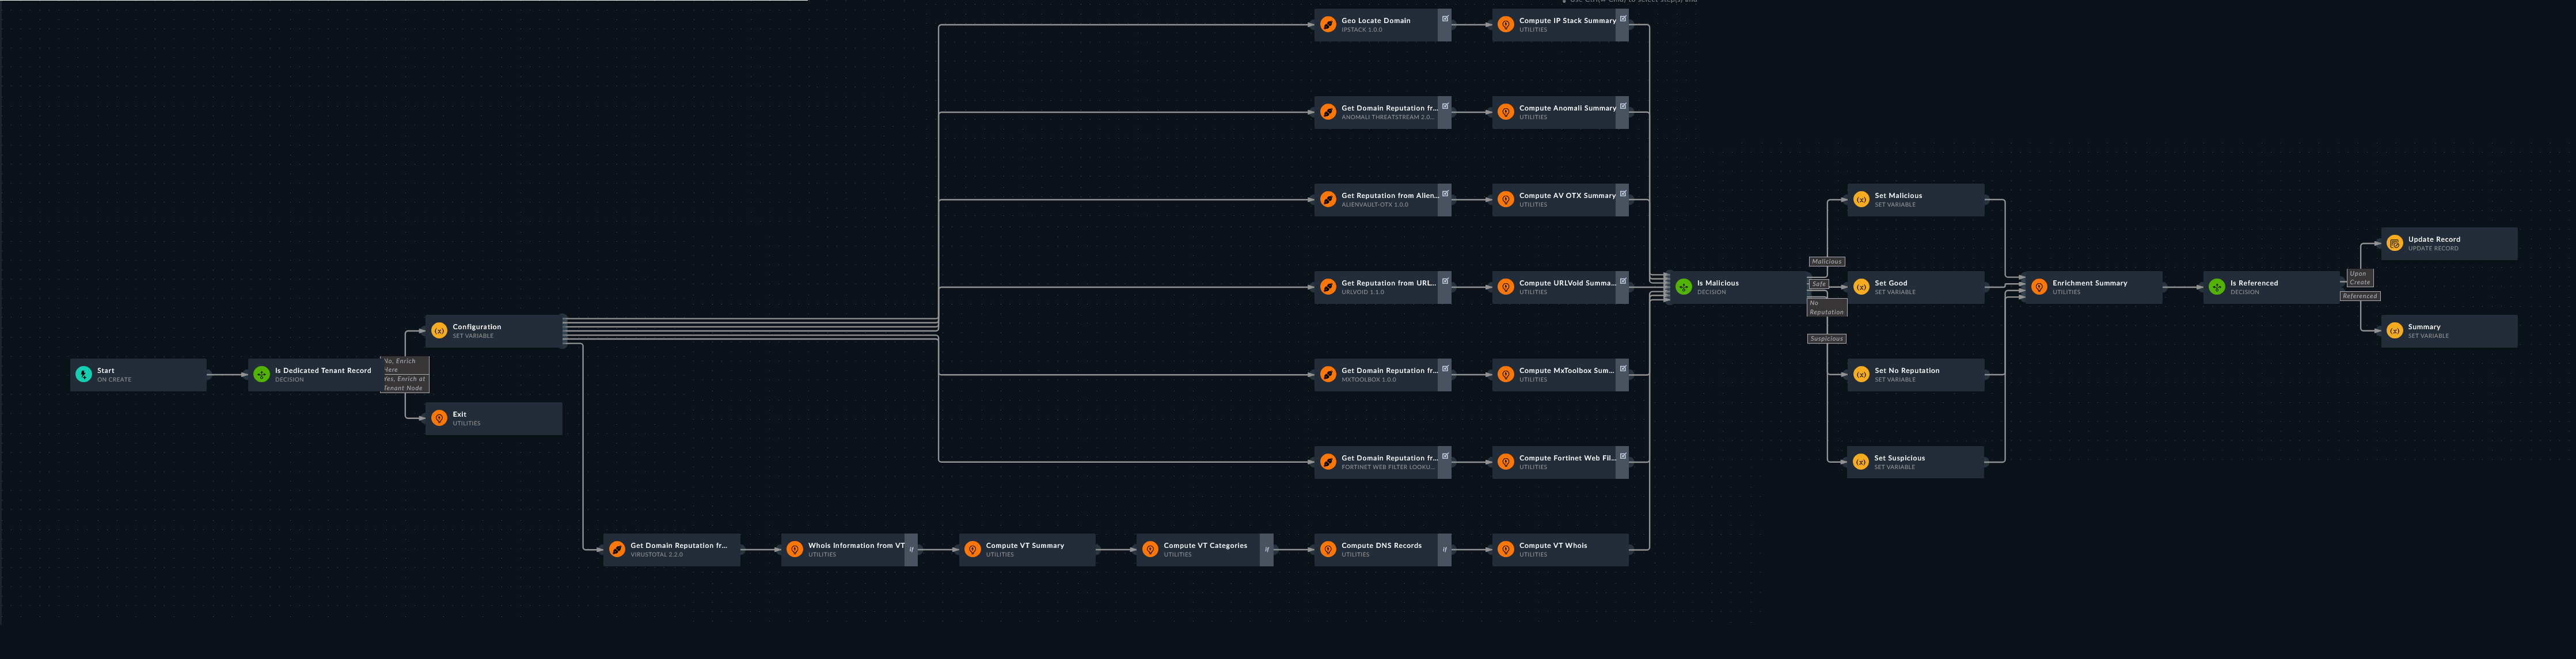 Geo Locate Domain
IPSTACK 1.0.0
Compute IP Stack Summary
UTILITIES
Get Domain Reputation fr...
ANOMALI THREATSTREAM 2.0...
Compute Anomali Summary
UTILITIES
Get Reputation from Alien...
ALIENVAULT-OTX 1.0.0
Compute AV OTX Summary
UTILITIES
Set Malicious
SET VARIABLE
Update Record
UPDATE RECORD
Malicious
Get Reputation from URL...
URLVOID 1.1.0
Compute URLVoid Summa...
UTILITIES
Is Malicious
DECISION
Safe
Set Good
SET VARIABLE
Enrichment Summary
UTILITIES
Is Referenced
DECISION
Upon
Create
Referenced
No
Reputation
Configuration
SET VARIABLE
Summary
SET VARIABLE
Suspicious
Start
ON CREATE
Is Dedicated Tenant Record
DECISION
No, Enrich
Here
Yes, Enrich at
Tenant Node
Get Domain Reputation fr...
MXTOOLBOX 1.0.0
Compute MxToolbox Sum...
UTILITIES
Set No Reputation
SET VARIABLE
Exit
UTILITIES
Get Domain Reputation fr...
FORTINET WEB FILTER LOOKU...
Compute Fortinet Web Fil...
UTILITIES
Set Suspicious
SET VARIABLE
Get Domain Reputation fr...
VIRUSTOTAL 2.2.0
Whois Information from VT
UTILITIES
if
Compute VT Summary
UTILITIES
Compute VT Categories
UTILITIES
if
Compute DNS Records
UTILITIES
if
Compute VT Whois
UTILITIES